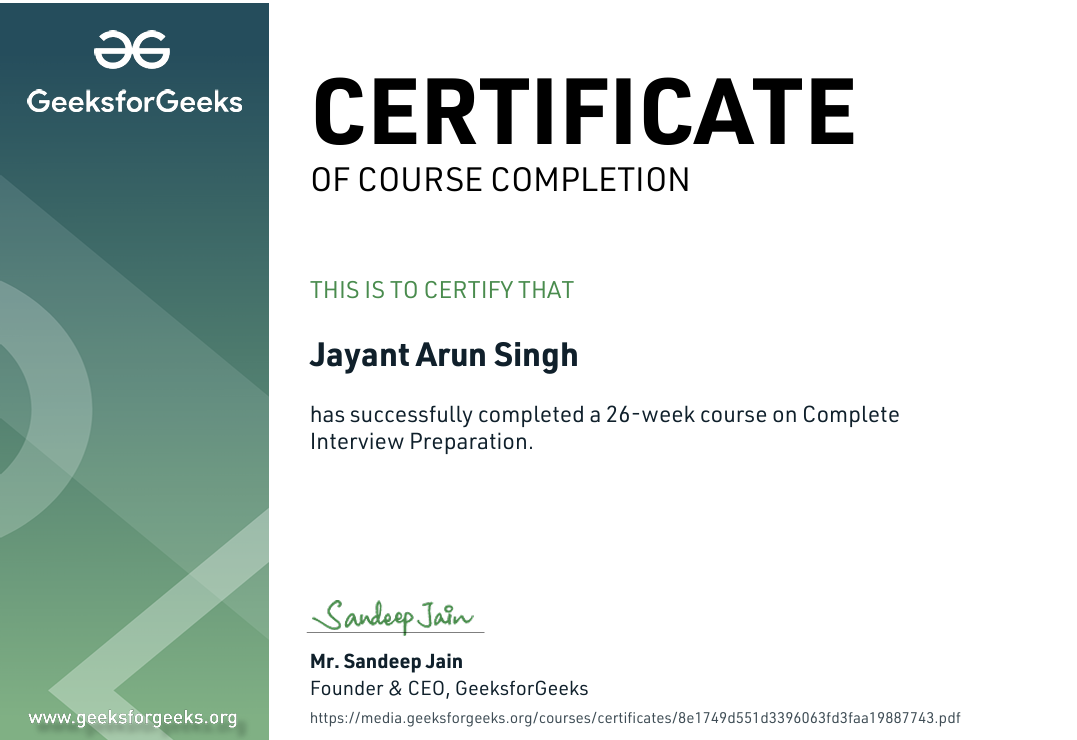 GeeksforGeeks
CERTIFICATE
OF COURSE COMPLETION
THIS IS TO CERTIFY THAT
Jayant Arun Singh
has successfully completed a 26-week course on Complete
Interview Preparation.
Sandeep Jain
Mr. Sandeep Jain
Founder & CEO, GeeksforGeeks
https://media.geeksforgeeks.org/courses/certificates/8e1749d551d3396063fd3faa19887743.pdf
www.geeksforgeeks.org